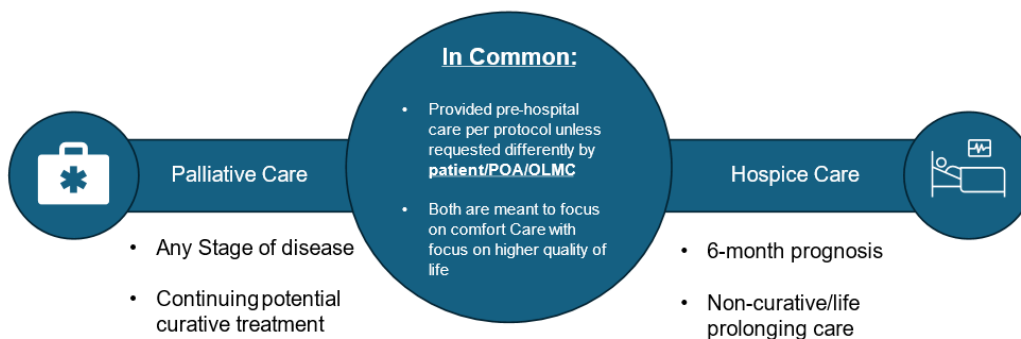 In Common:
• Provided pre-hospital
care per protocol unless
requested differently by
patient/POA/OLMC
• Both are meant to focus
on comfort Care with
focus on higher quality of
life
Palliative Care
• Any Stage of disease
• Continuing potential
curative treatment
Hospice Care
• 6-month prognosis
• Non-curative/life
prolonging care